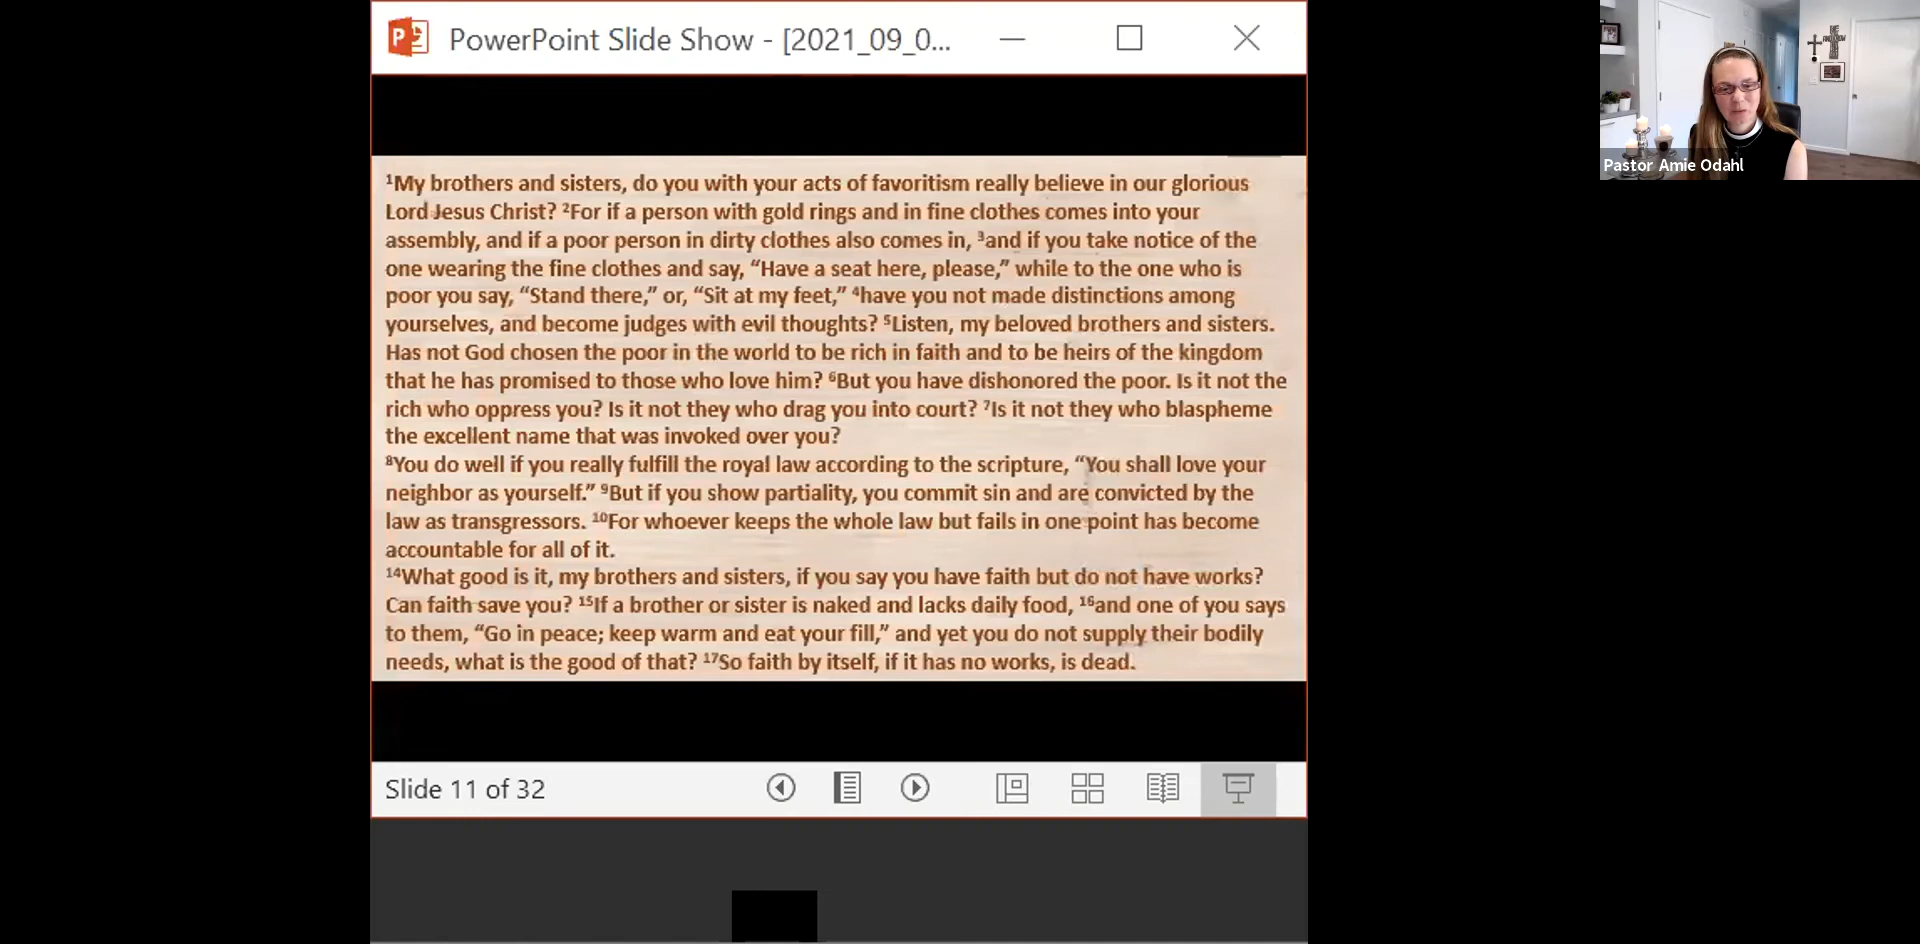 PowerPoint Slide Show - [2021_09_0...
Pastor Amie Odahl
¹My brothers and sisters, do you with your acts of favoritism really believe in our glorious
Lord Jesus Christ? ²For if a person with gold rings and in fine clothes comes into your
assembly, and if a poor person in dirty clothes also comes in, ³and if you take notice of the
one wearing the fine clothes and say, “Have a seat here, please,” while to the one who is
poor you say, “Stand there,” or, “Sit at my feet,” ⁴have you not made distinctions among
yourselves, and become judges with evil thoughts? ⁵Listen, my beloved brothers and sisters.
Has not God chosen the poor in the world to be rich in faith and to be heirs of the kingdom
that he has promised to those who love him? ⁶But you have dishonored the poor. Is it not the
rich who oppress you? Is it not they who drag you into court? ⁷Is it not they who blaspheme
the excellent name that was invoked over you?
⁸You do well if you really fulfill the royal law according to the scripture, “You shall love your
neighbor as yourself.” ⁹But if you show partiality, you commit sin and are convicted by the
law as transgressors. ¹⁰For whoever keeps the whole law but fails in one point has become
accountable for all of it.
¹⁴What good is it, my brothers and sisters, if you say you have faith but do not have works?
Can faith save you? ¹⁵If a brother or sister is naked and lacks daily food, ¹⁶and one of you says
to them, “Go in peace; keep warm and eat your fill,” and yet you do not supply their bodily
needs, what is the good of that? ¹⁷So faith by itself, if it has no works, is dead.
Slide 11 of 32